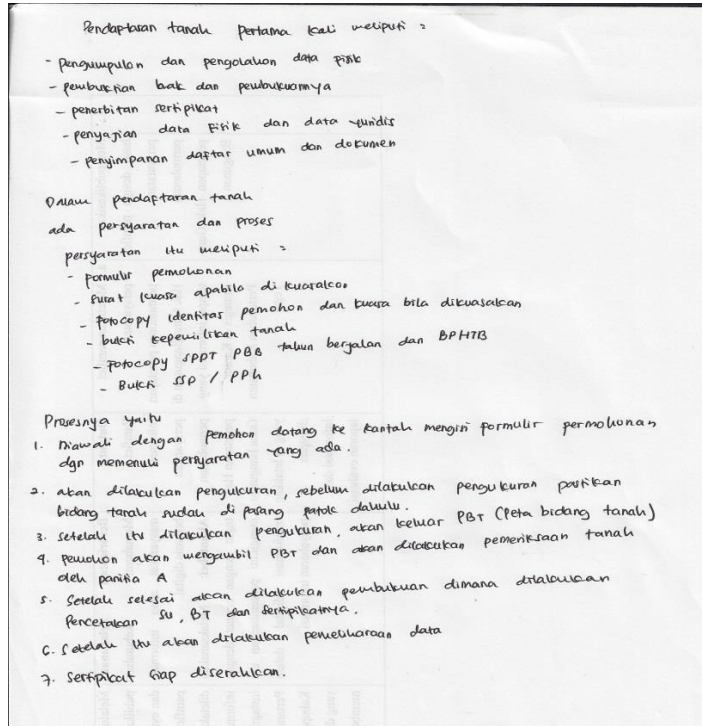 Pendaptaran tanah pertama kali meliputi :
- pengumpulan dan pengolahan data fisik
- pembuktian hak dan pembukuannya
- penerbitan sertipikat
- penyajian data fisik dan data yuridis
- penyimpanan daftar umum dan dokumen
Dalam pendaftaran tanah
ada persyaratan dan proses
persyaratan itu meliputi :
- formulir permohonan
- surat kuasa apabila dikuasakan
- fotocopy identitas pemohon dan kuasa bila dikuasakan
- bukti kepemilikan tanah
- fotocopy SPPT PBB tahun berjalan dan BPHTB
- Bukti SSP / PPh
Prosesnya yaitu
1. Diawali dengan pemohon datang ke kantah mengisi formulir permohonan
dgn memenuhi persyaratan yang ada.
2. akan dilakukan pengukuran, sebelum dilakukan pengukuran pastikan
bidang tanah sudah di pasang patok dahulu.
3. setelah itu dilakukan pengukuran, akan keluar PBT (Peta bidang tanah)
4. pemohon akan mengambil PBT dan akan dilakukan pemeriksaan tanah
oleh panitia A
5. Setelah selesai akan dilakukan pembukuan dimana dilakukan
Pencetakan SU, BT dan sertipikatnya.
6. Setelah itu akan dilakukan pemeliharaan data
7. Sertipikat siap diserahkan.